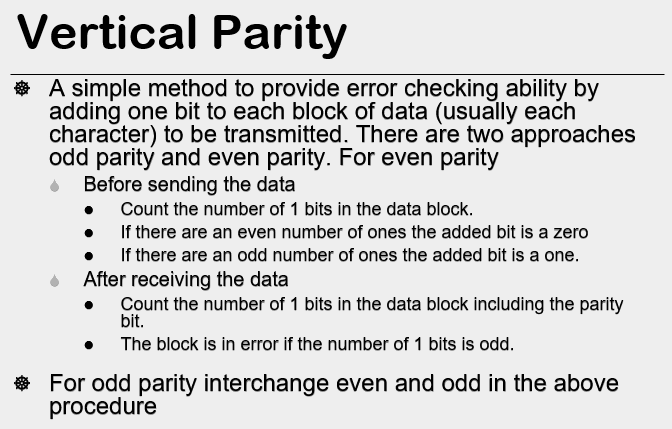 Vertical Parity
A simple method to provide error checking ability by
adding one bit to each block of data (usually each
character) to be transmitted. There are two approaches
odd parity and even parity. For even parity
Before sending the data
Count the number of 1 bits in the data block.
If there are an even number of ones the added bit is a zero
If there are an odd number of ones the added bit is a one.
After receiving the data
Count the number of 1 bits in the data block including the parity
bit.
The block is in error if the number of 1 bits is odd.
For odd parity interchange even and odd in the above
procedure